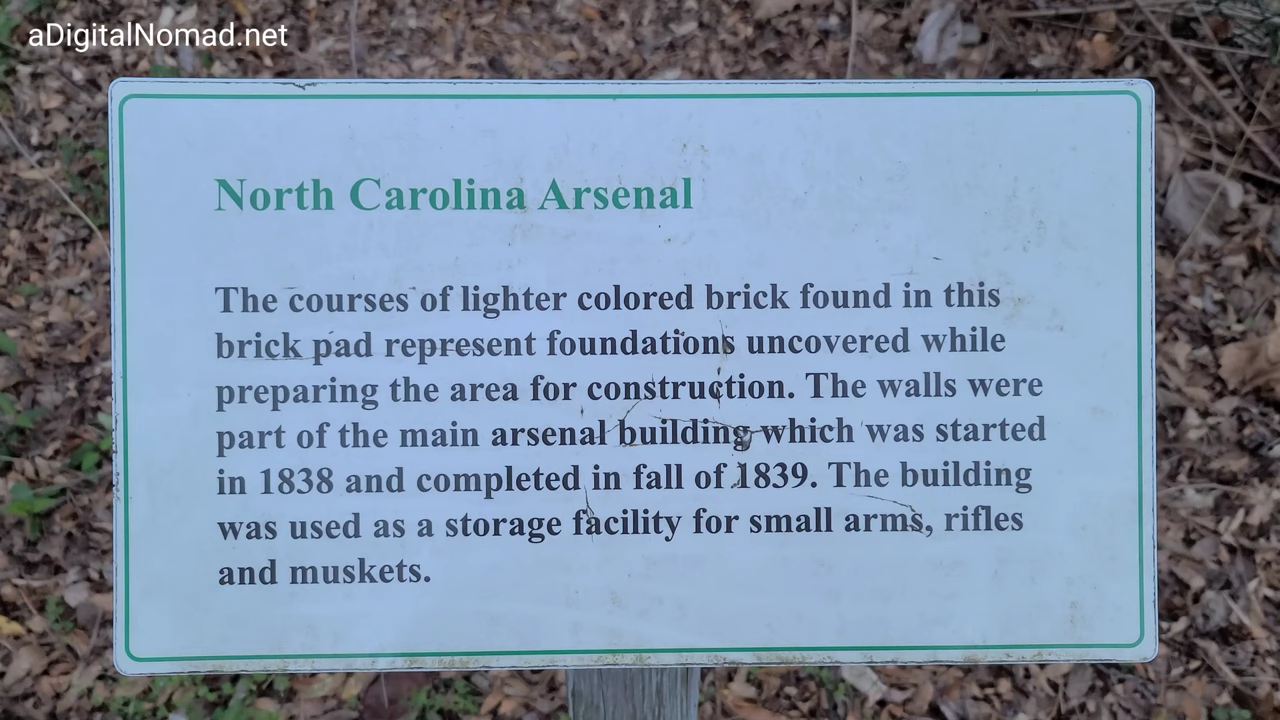 aDigitalNomad.net
North Carolina Arsenal
The courses of lighter colored brick found in this
brick pad represent foundations uncovered while
preparing the area for construction. The walls were
part of the main arsenal building which was started
in 1838 and completed in fall of 1839. The building
was used as a storage facility for small arms, rifles
and muskets.